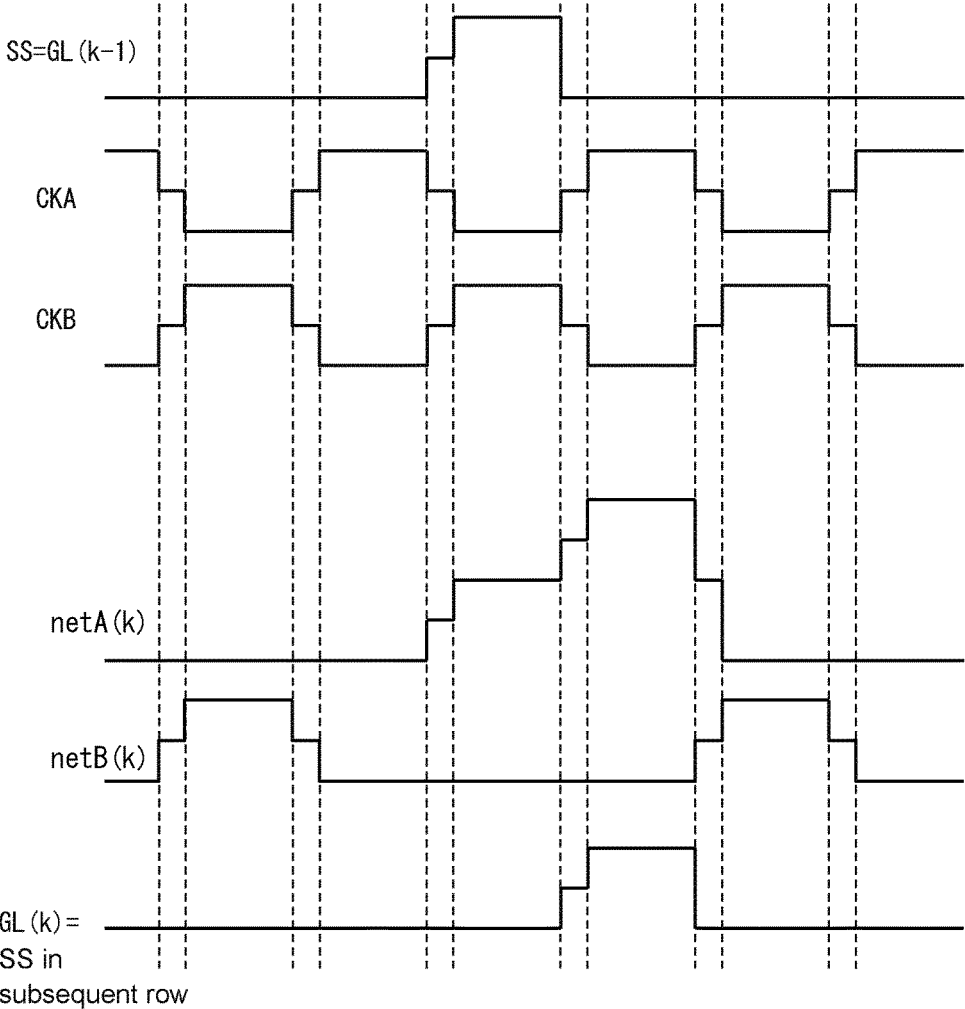 SS=GL(k-1)
CKA
CKB
netA(k)
netB(k)
GL(k)=
SS in
subsequent row